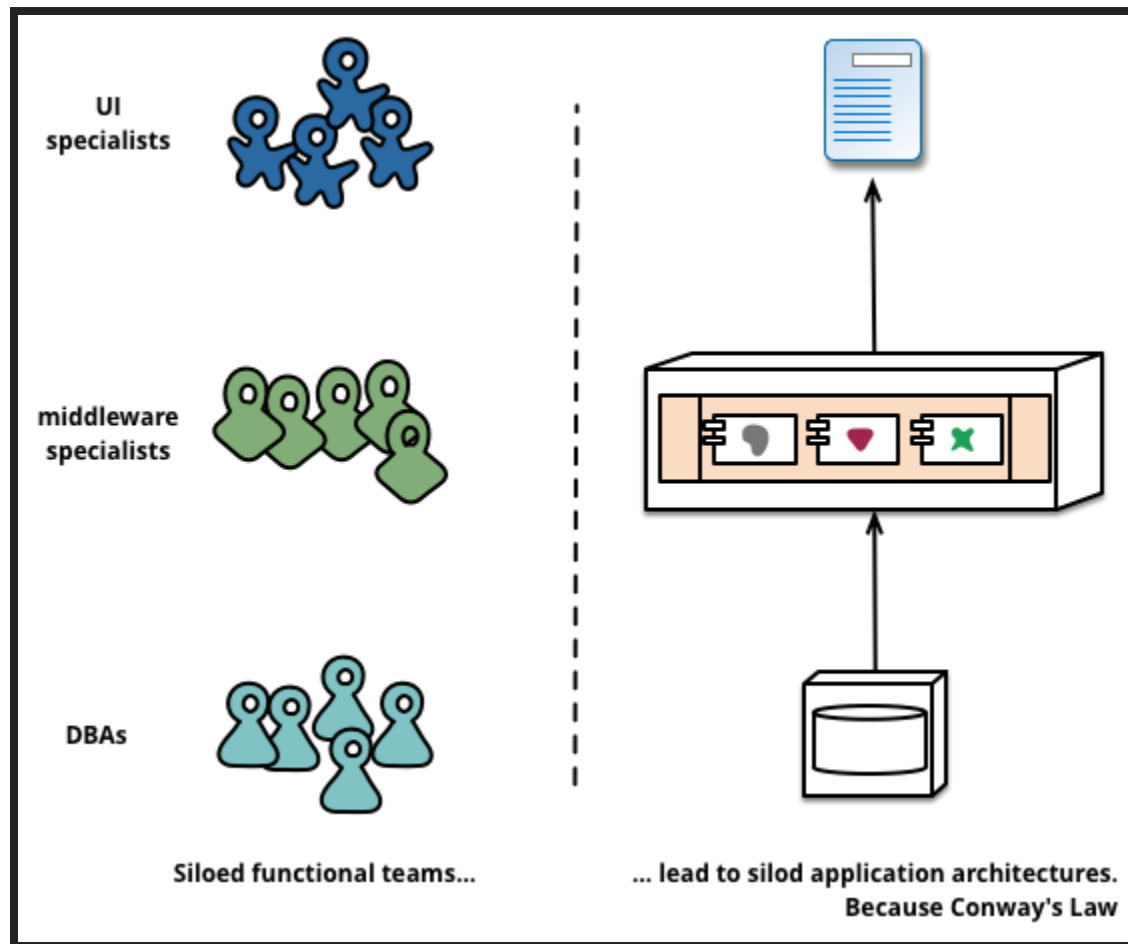 UI
specialists
middleware
specialists
DBAs
Siloed functional teams...
... lead to silod application architectures.
Because Conway's Law